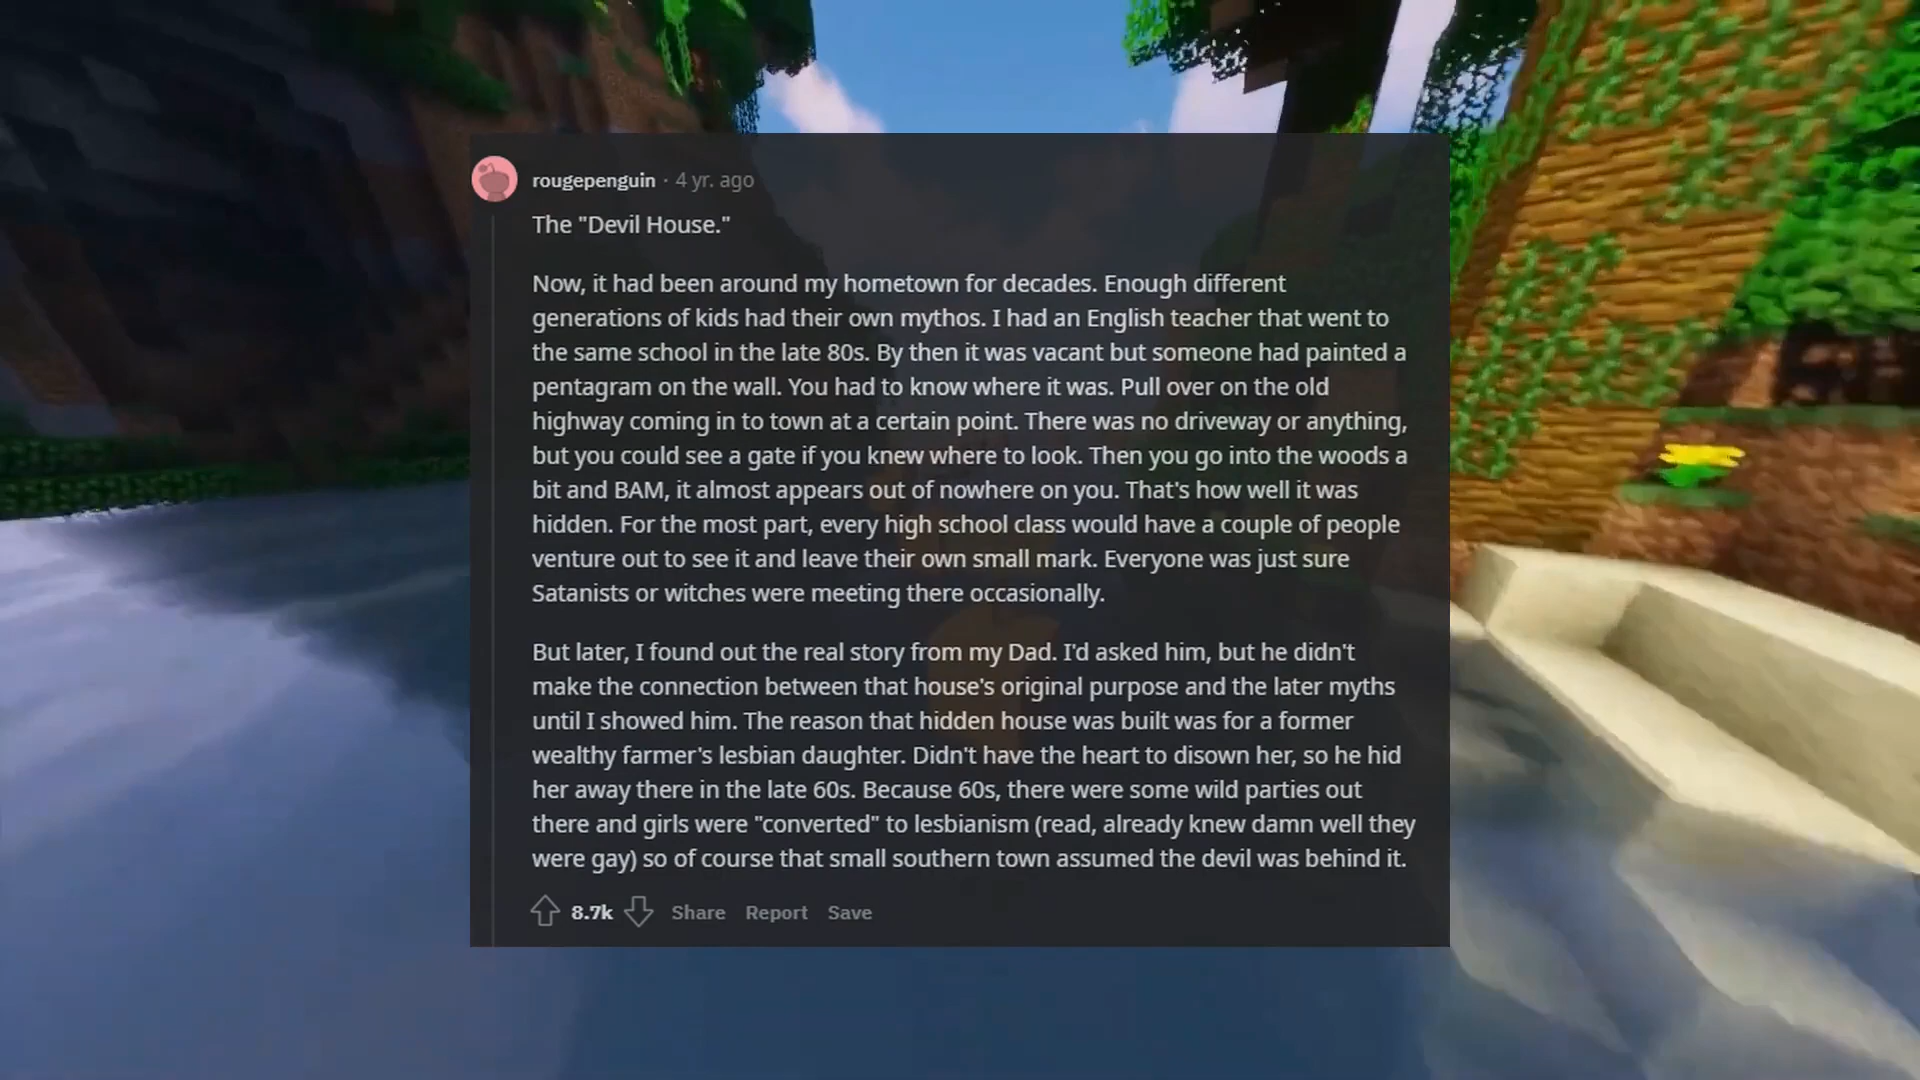 rougepenguin · 4 yr. ago
The "Devil House."
Now, it had been around my hometown for decades. Enough different
generations of kids had their own mythos. I had an English teacher that went to
the same school in the late 80s. By then it was vacant but someone had painted a
pentagram on the wall. You had to know where it was. Pull over on the old
highway coming in to town at a certain point. There was no driveway or anything,
but you could see a gate if you knew where to look. Then you go into the woods a
bit and BAM, it almost appears out of nowhere on you. That's how well it was
hidden. For the most part, every high school class would have a couple of people
venture out to see it and leave their own small mark. Everyone was just sure
Satanists or witches were meeting there occasionally.
But later, I found out the real story from my Dad. I'd asked him, but he didn't
make the connection between that house's original purpose and the later myths
until I showed him. The reason that hidden house was built was for a former
wealthy farmer's lesbian daughter. Didn't have the heart to disown her, so he hid
her away there in the late 60s. Because 60s, there were some wild parties out
there and girls were "converted" to lesbianism (read, already knew damn well they
were gay) so of course that small southern town assumed the devil was behind it.
8.7k Share Report Save